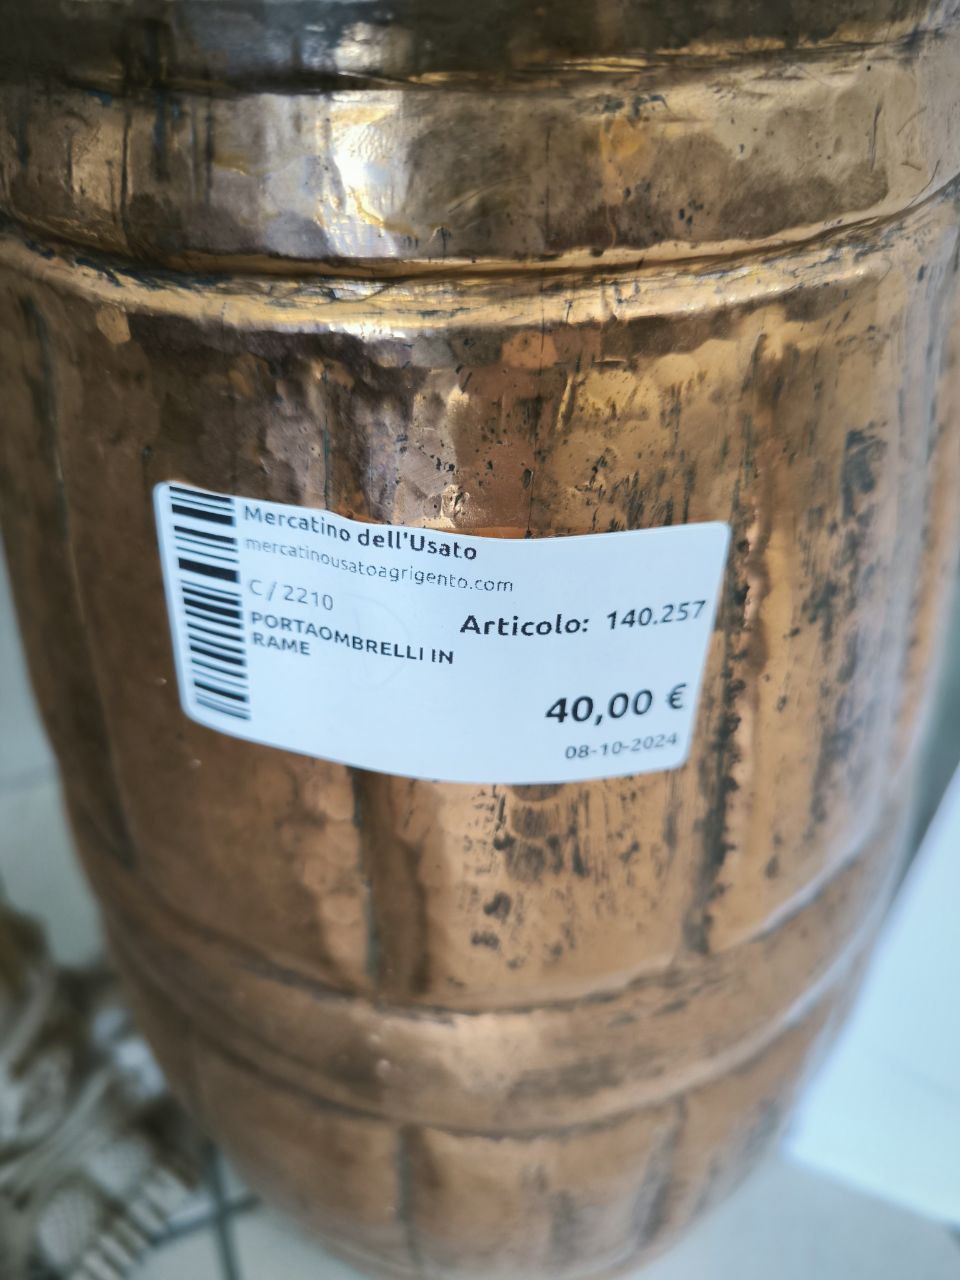 Mercatino dell'Usato
mercatinousatoagrigento.com
C / 2210
Articolo: 140.257
PORTAOMBRELLI IN
RAME
40,00 €
08-10-2024